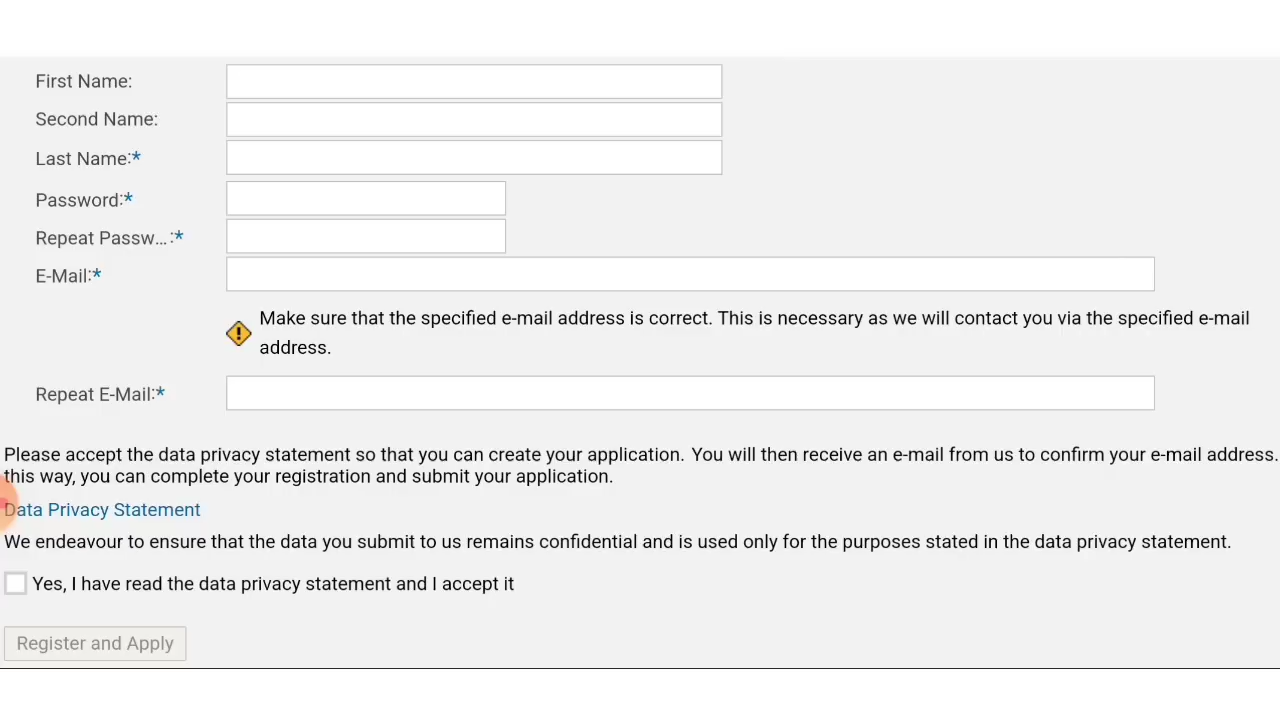 First Name:
Second Name:
Last Name:*
Password:*
Repeat Passw...:*
E-Mail:*
Make sure that the specified e-mail address is correct. This is necessary as we will contact you via the specified e-mail
address.
Repeat E-Mail:*
Please accept the data privacy statement so that you can create your application. You will then receive an e-mail from us to confirm your e-mail address.
this way, you can complete your registration and submit your application.
Data Privacy Statement
We endeavour to ensure that the data you submit to us remains confidential and is used only for the purposes stated in the data privacy statement.
Yes, I have read the data privacy statement and I accept it
Register and Apply